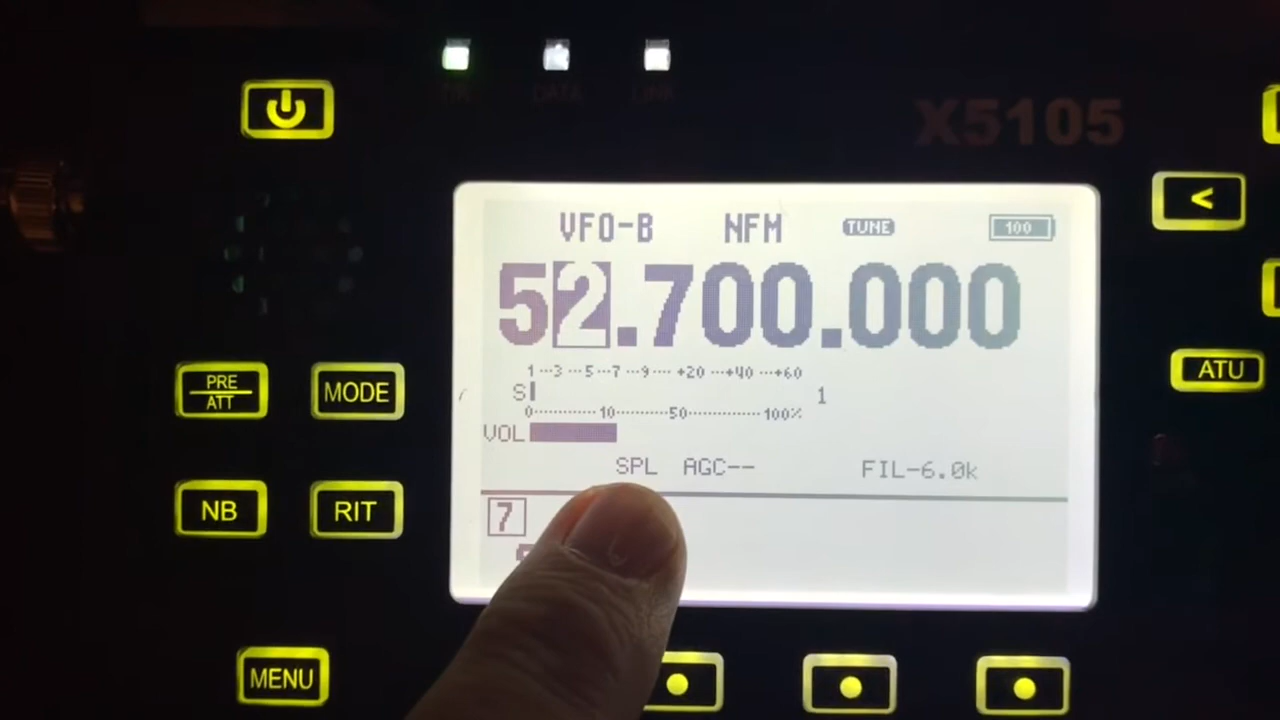 DATA
X5105
<
VFO-B NFM TUNE 100
52.700.000
1···3···5···7···9····+20···+40···+60
S 1
0·······10·········50···········100%
VOL
SPL AGC-- FIL-6.0k
7
PRE
ATT
MODE
ATU
NB
RIT
MENU